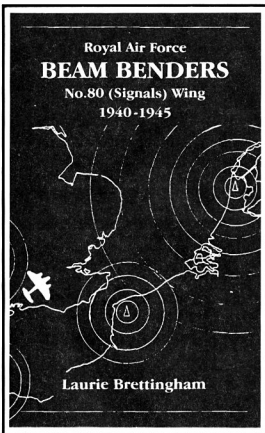 Royal Air Force
BEAM BENDERS
No.80 (Signals) Wing
1940-1945
Laurie Brettingham